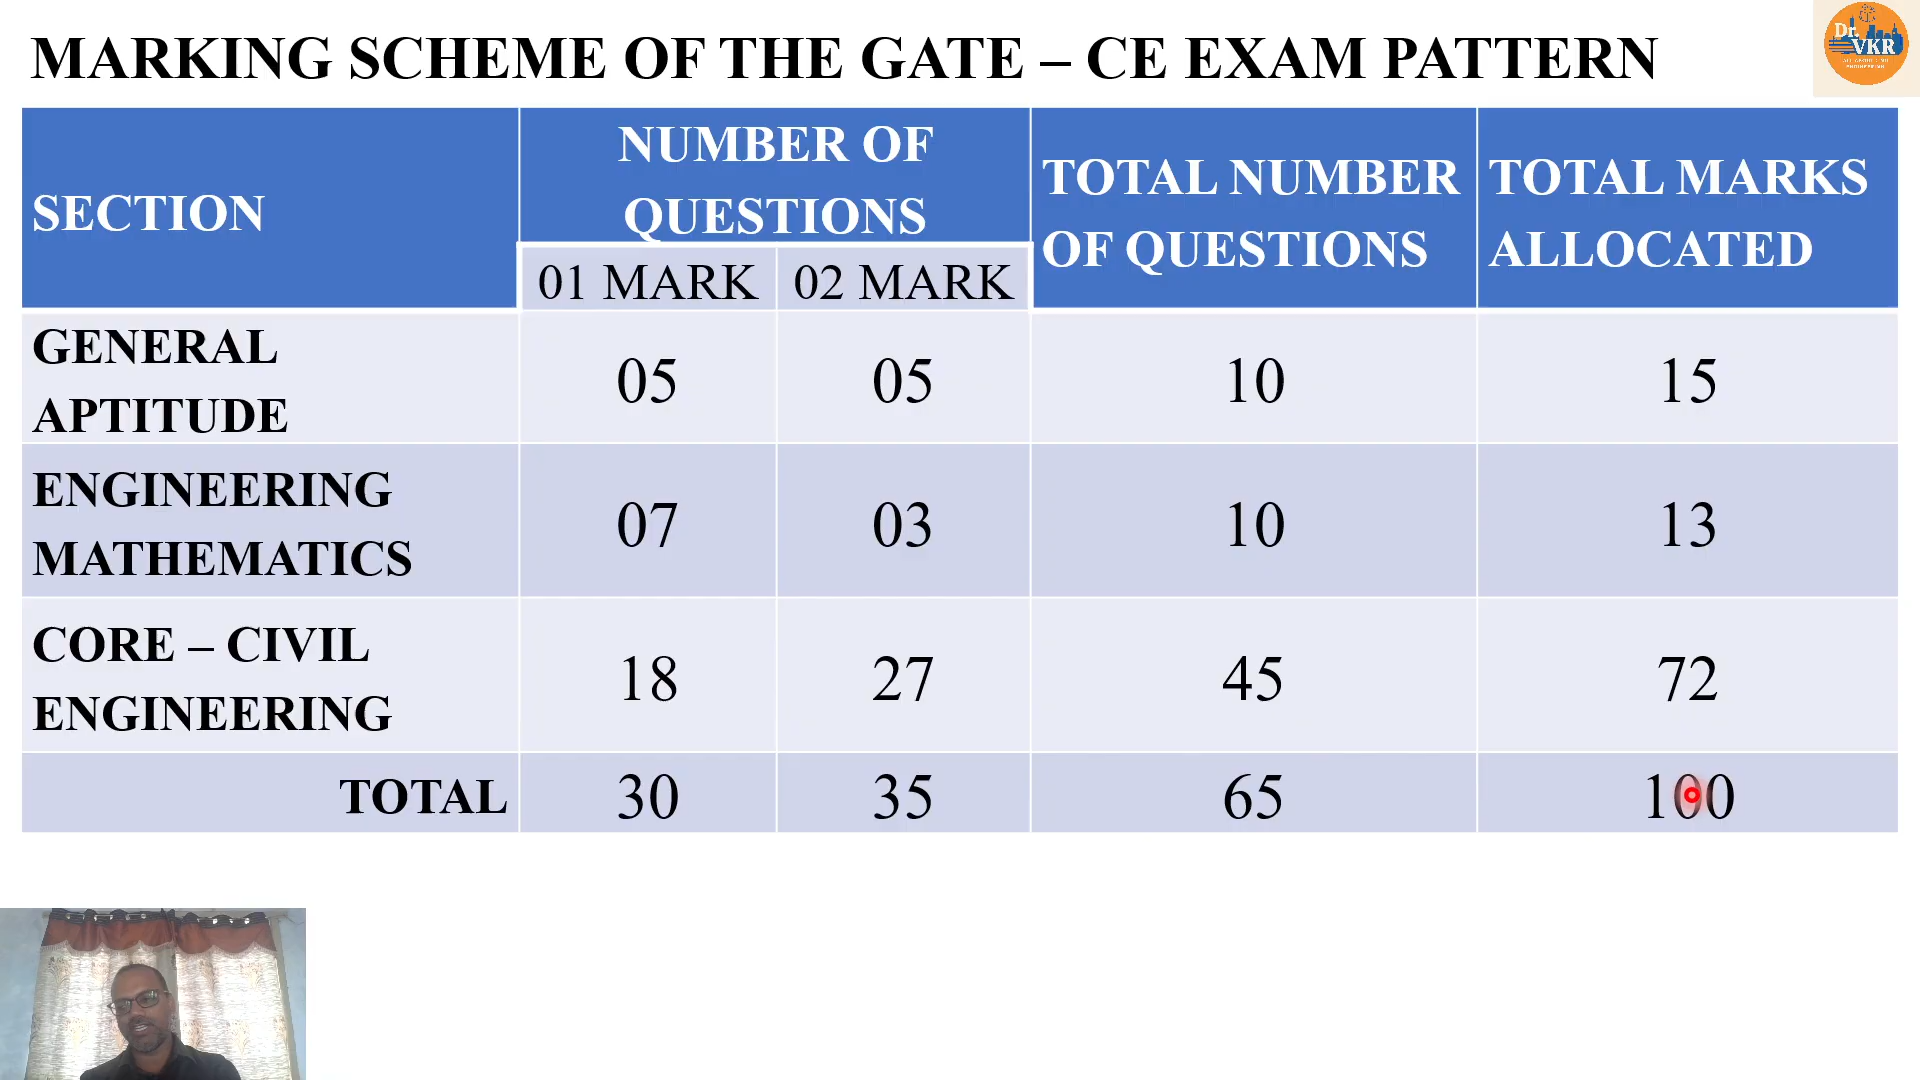 MARKING SCHEME OF THE GATE – CE EXAM PATTERN
Dr.
VKR
SECTION
NUMBER OF
QUESTIONS
TOTAL NUMBER
OF QUESTIONS
TOTAL MARKS
ALLOCATED
01 MARK 02 MARK
GENERAL
APTITUDE
05 05 10 15
ENGINEERING
MATHEMATICS
07 03 10 13
CORE – CIVIL
ENGINEERING
18 27 45 72
TOTAL 30 35 65 100